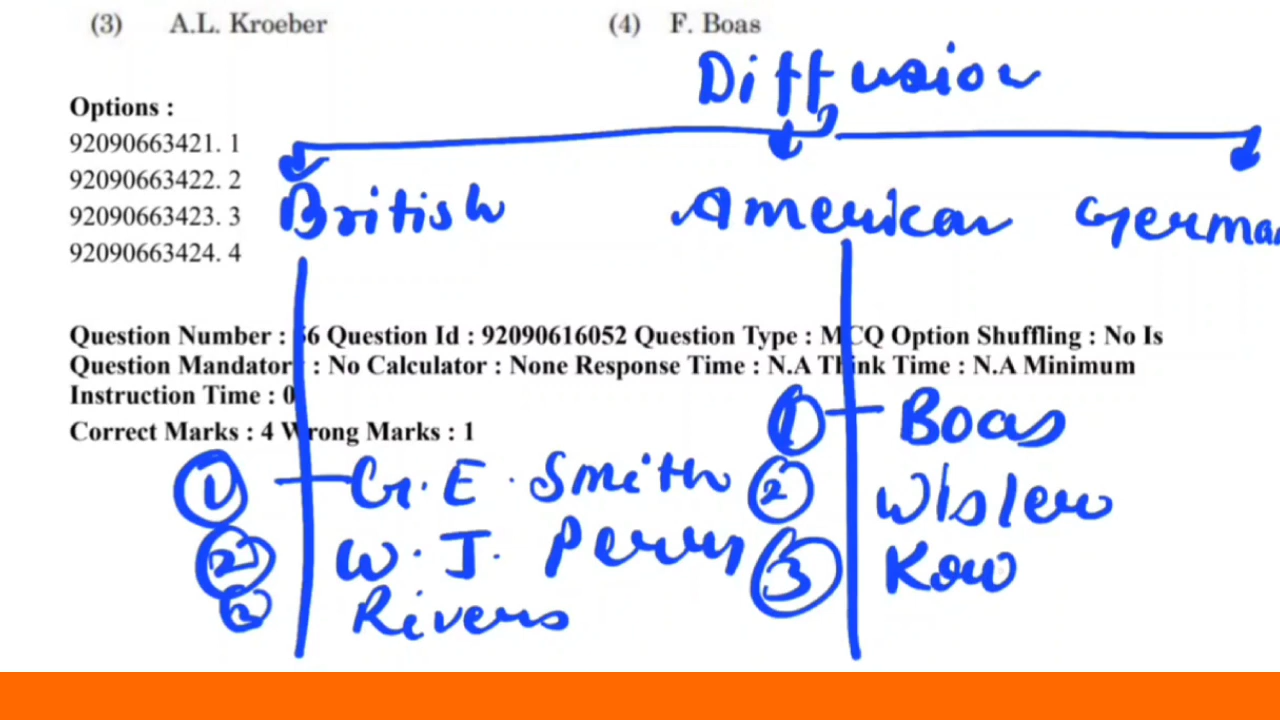 (3) A.L. Kroeber (4) F. Boas
Diffusion
Options :
92090663421. 1
92090663422. 2
92090663423. 3
92090663424. 4
British American Germa
Question Number : 56 Question Id : 92090616052 Question Type : MCQ Option Shuffling : No Is
Question Mandatory : No Calculator : None Response Time : N.A Think Time : N.A Minimum
Instruction Time : 0
Correct Marks : 4 Wrong Marks : 1
1 G. E. Smith
2 W. J. Perry
3 Rivers
1 Boas
2 Wisler
3